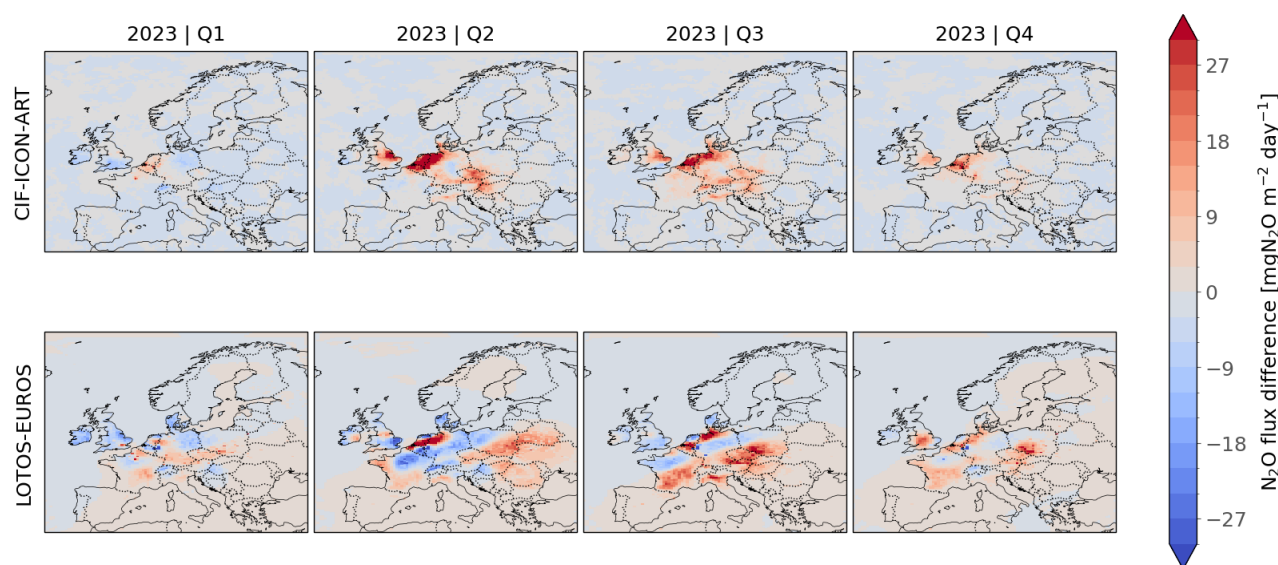 2023 | Q1
2023 | Q2
2023 | Q3
2023 | Q4
CIF-ICON-ART
LOTOS-EUROS
27
18
9
0
−9
−18
−27
N₂O flux difference [mgN₂O m⁻² day⁻¹]